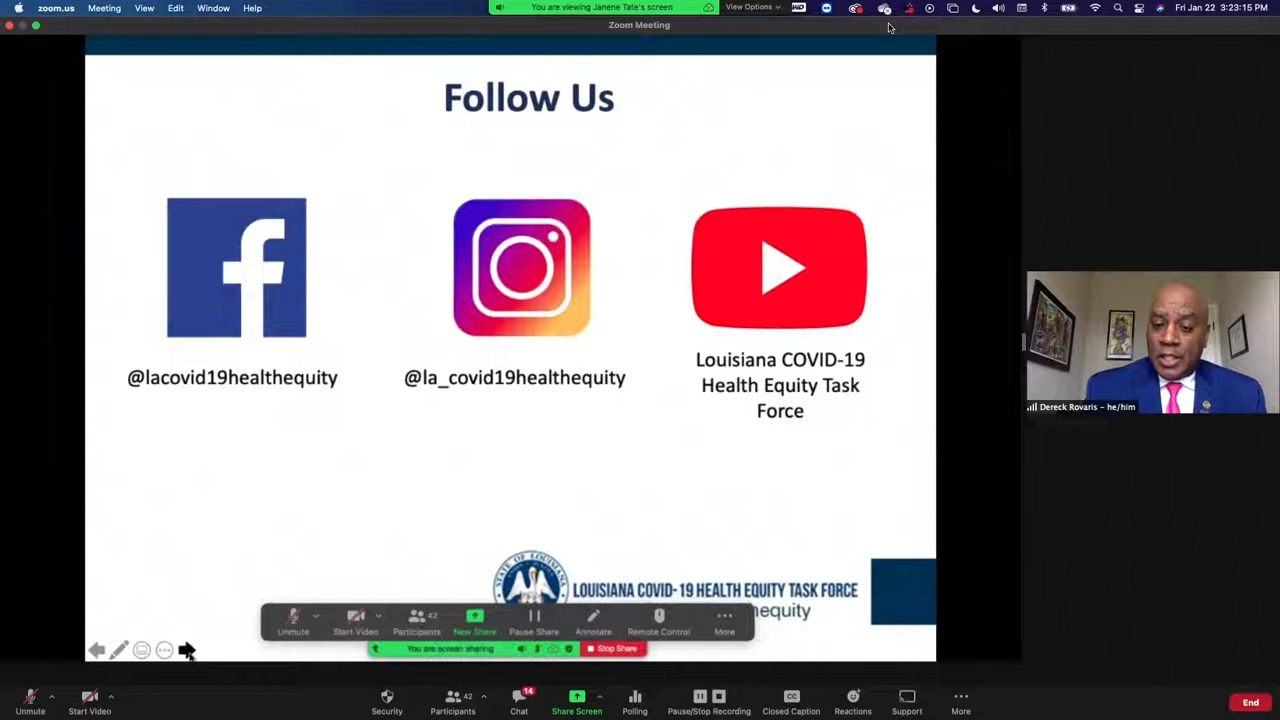 zoom.us Meeting View Edit Window Help
You are viewing Janene Tate's screen
View Options
Fri Jan 22 3:23:15 PM
Zoom Meeting
Follow Us
@lacovid19healthequity
@la_covid19healthequity
Louisiana COVID-19
Health Equity Task
Force
Dereck Rovaris – he/him
STATE OF LOUISIANA
LOUISIANA COVID-19 HEALTH EQUITY TASK FORCE
42
Unmute Start Video Participants New Share Pause Share Annotate Remote Control More
You are screen sharing
Stop Share
42
14
Unmute Start Video Security Participants Chat Share Screen Polling Pause/Stop Recording Closed Caption Reactions Support More
End